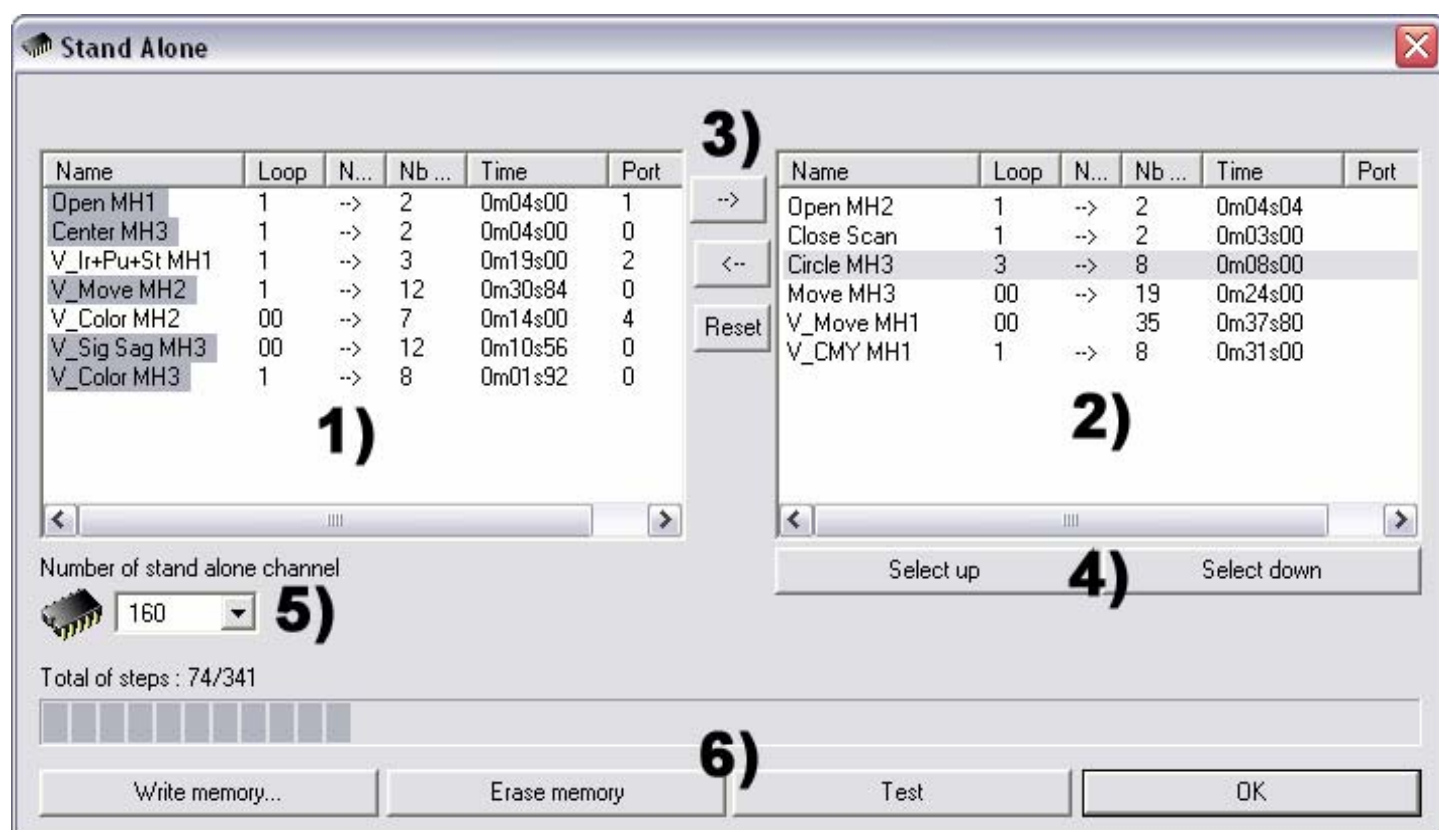 Stand Alone
3)
Name Loop N... Nb ... Time Port
Open MH1 1 --> 2 0m04s00 1
Center MH3 1 --> 2 0m04s00 0
V_Ir+Pu+St MH1 1 --> 3 0m19s00 2
V_Move MH2 1 --> 12 0m30s84 0
V_Color MH2 00 --> 7 0m14s00 4
V_Sig Sag MH3 00 --> 12 0m10s56 0
V_Color MH3 1 --> 8 0m01s92 0
1)
-->
<--
Reset
Name Loop N... Nb ... Time Port
Open MH2 1 --> 2 0m04s04
Close Scan 1 --> 2 0m03s00
Circle MH3 3 --> 8 0m08s00
Move MH3 00 --> 19 0m24s00
V_Move MH1 00 35 0m37s80
V_CMY MH1 1 --> 8 0m31s00
2)
Select up 4) Select down
Number of stand alone channel
160 5)
Total of steps : 74/341
6)
Write memory... Erase memory Test OK